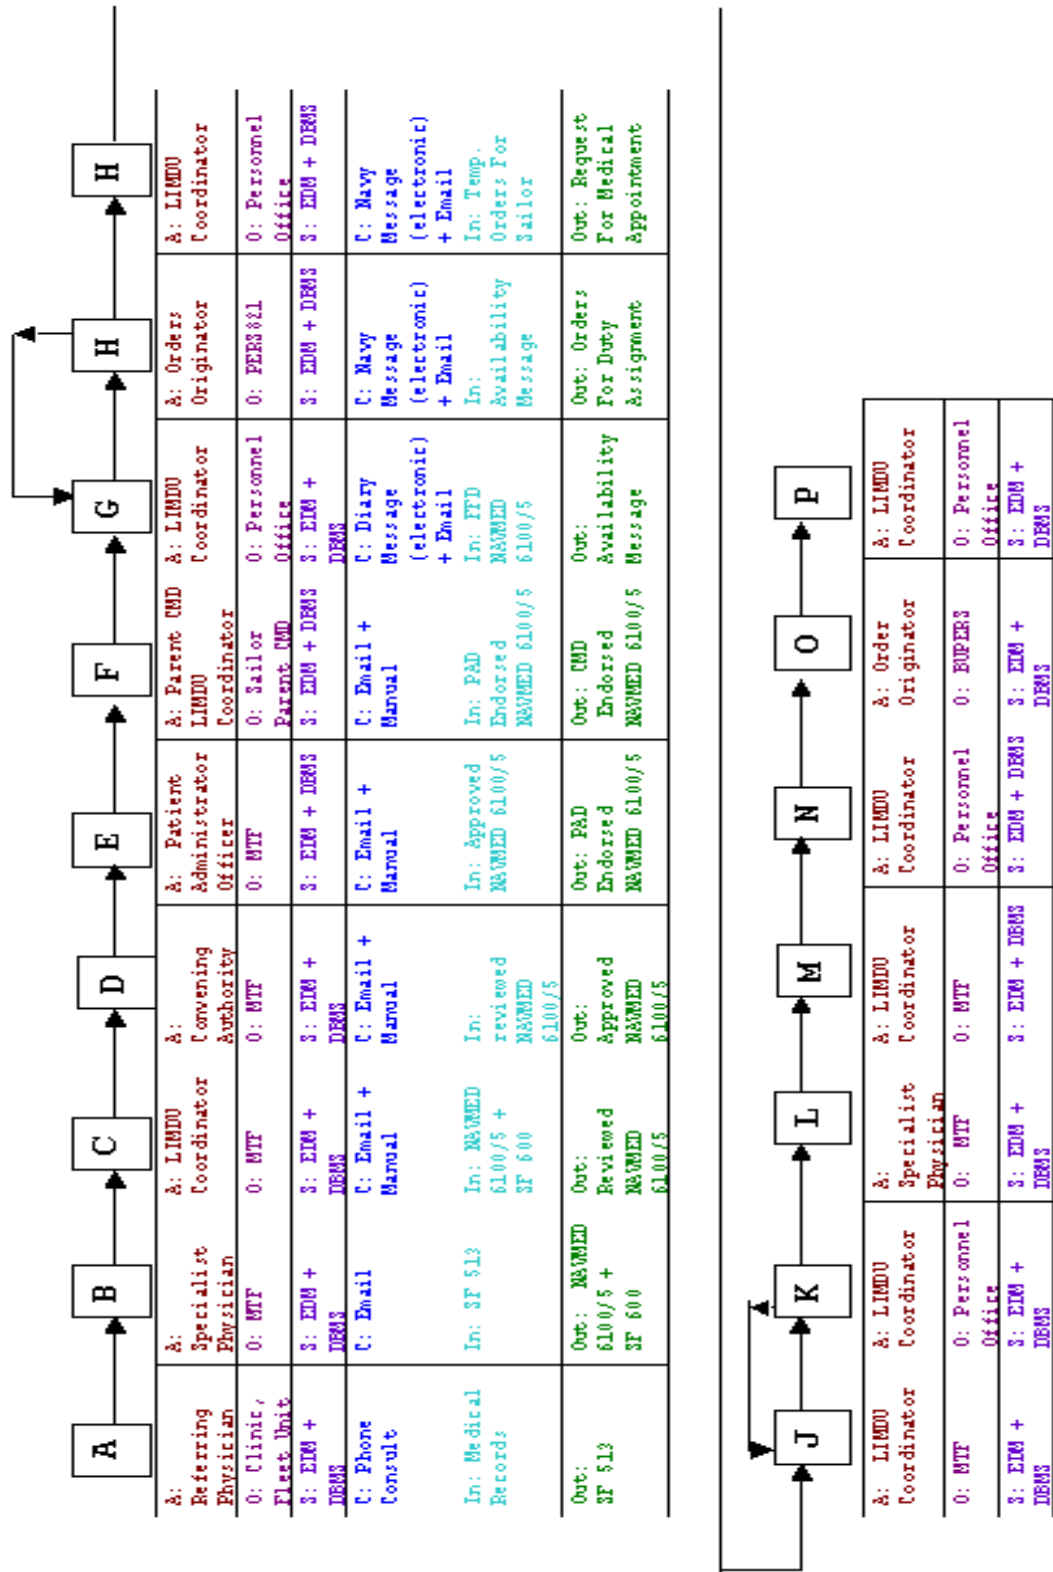 A
B
C
D
E
F
G
H
H
A:
Referring
Physician
A:
Specialist
Physician
A: LIMDU
Coordinator
A:
Convening
Authority
A: Patient
Administrator
Officer
A: Parent CMD
LIMDU
Coordinator
A: LIMDU
Coordinator
A: Orders
Originator
A: LIMDU
Coordinator
O: Clinic,
Fleet Unit
O: MTF
O: MTF
O: MTF
O: MTF
O: Sailor
Parent CMD
O: Personnel
Office
O: PERS821
O: Personnel
Office
S: EDM +
DBMS
S: EDM +
DBMS
S: EDM +
DBMS
S: EDM +
DBMS
S: EDM + DBMS
S: EDM + DBMS
S: EDM +
DBMS
S: EDM + DBMS
S: EDM + DBMS
C: Phone
Consult
C: Email
C: Email +
Manual
C: Email +
Manual
C: Email +
Manual
C: Email +
Manual
C: Diary
Message
(electronic)
+ Email
C: Navy
Message
(electronic)
+ Email
C: Navy
Message
(electronic)
+ Email
In: Medical
Records
In: SF 513
In: NAVMED
6100/5 +
SF 600
In:
reviewed
NAVMED
6100/5
In: Approved
NAVMED 6100/5
In: PAD
Endorsed
NAVMED 6100/5
In: FFD
NAVMED
6100/5
In:
Availability
Message
In: Temp.
Orders For
Sailor
Out:
SF 513
Out: NAVMED
6100/5 +
SF 600
Out:
Reviewed
NAVMED
6100/5
Out:
Approved
NAVMED
6100/5
Out: PAD
Endorsed
NAVMED 6100/5
Out: CMD
Endorsed
NAVMED 6100/5
Out:
Availability
Message
Out: Orders
For Duty
Assignment
Out: Request
For Medical
Appointment
J
K
L
M
N
O
P
A: LIMDU
Coordinator
A: LIMDU
Coordinator
A:
Specialist
Physician
A: LIMDU
Coordinator
A: LIMDU
Coordinator
A: Order
Originator
A: LIMDU
Coordinator
O: MTF
O: Personnel
Office
O: MTF
O: MTF
O: Personnel
Office
O: BUPERS
O: Personnel
Office
S: EDM +
DBMS
S: EDM +
DBMS
S: EDM +
DBMS
S: EDM + DBMS
S: EDM + DBMS
S: EDM +
DBMS
S: EDM +
DBMS